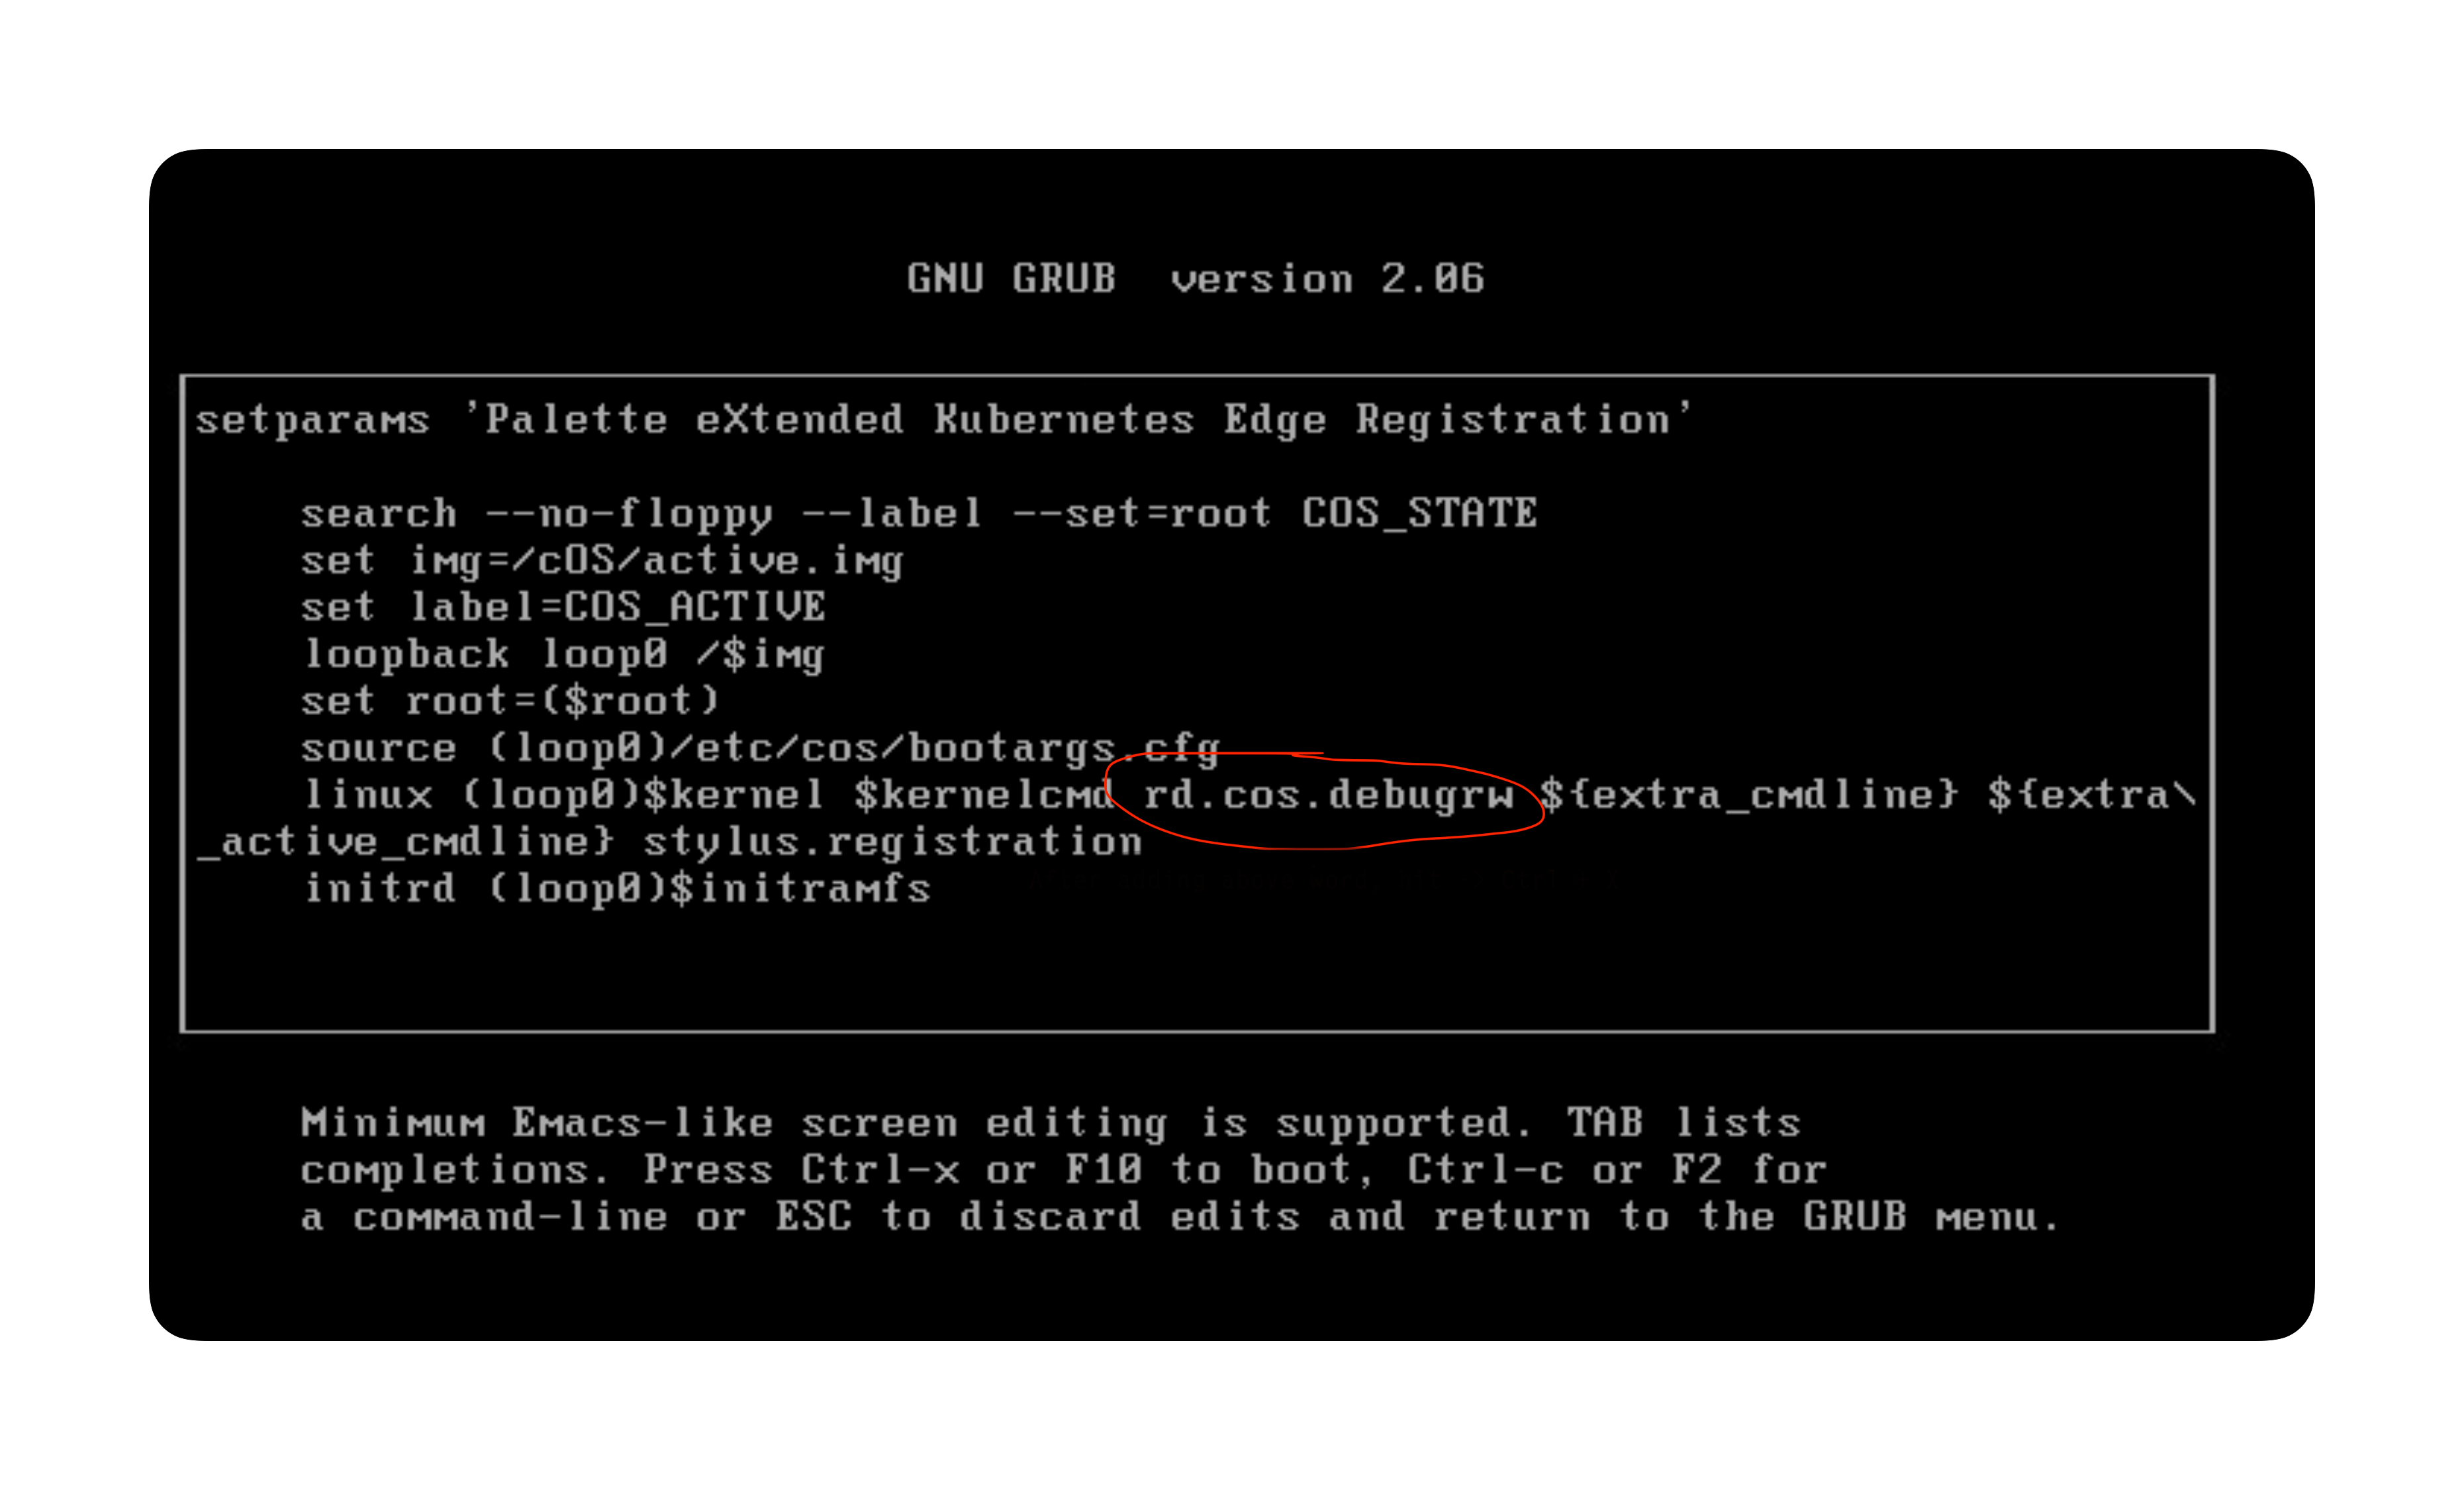 GNU GRUB  version 2.06
setparams 'Palette eXtended Kubernetes Edge Registration'
search --no-floppy --label --set=root COS_STATE
set img=/cOS/active.img
set label=COS_ACTIVE
loopback loop0 /$img
set root=($root)
source (loop0)/etc/cos/bootargs.cfg
linux (loop0)$kernel $kernelcmd rd.cos.debugrw ${extra_cmdline} ${extra\
_active_cmdline} stylus.registration
initrd (loop0)$initramfs
Minimum Emacs-like screen editing is supported. TAB lists
completions. Press Ctrl-x or F10 to boot, Ctrl-c or F2 for
a command-line or ESC to discard edits and return to the GRUB menu.